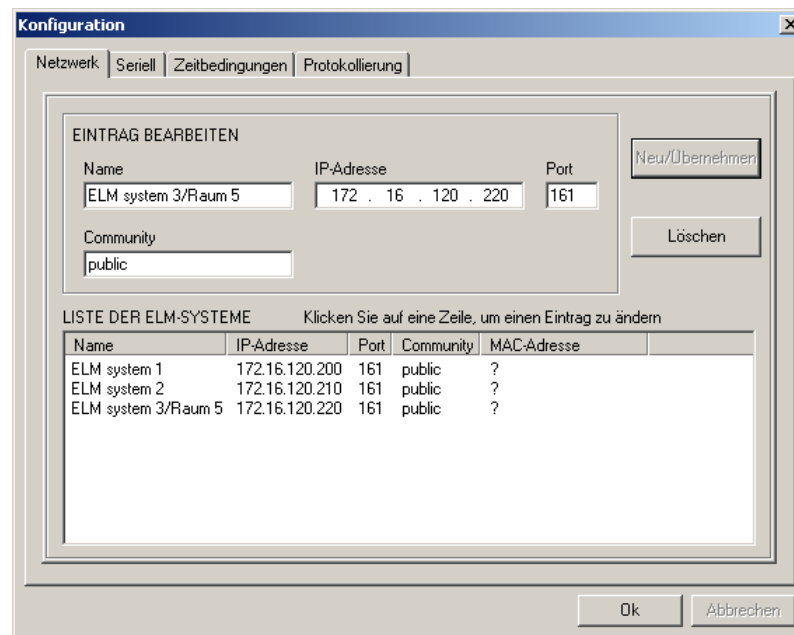 Konfiguration
Netzwerk Seriell Zeitbedingungen Protokollierung
EINTRAG BEARBEITEN
Name IP-Adresse Port
ELM system 3/Raum 5 172 . 16 . 120 . 220 161
Neu/Übernehmen
Community
public
Löschen
LISTE DER ELM-SYSTEME Klicken Sie auf eine Zeile, um einen Eintrag zu ändern
Name IP-Adresse Port Community MAC-Adresse
ELM system 1 172.16.120.200 161 public ?
ELM system 2 172.16.120.210 161 public ?
ELM system 3/Raum 5 172.16.120.220 161 public ?
Ok Abbrechen